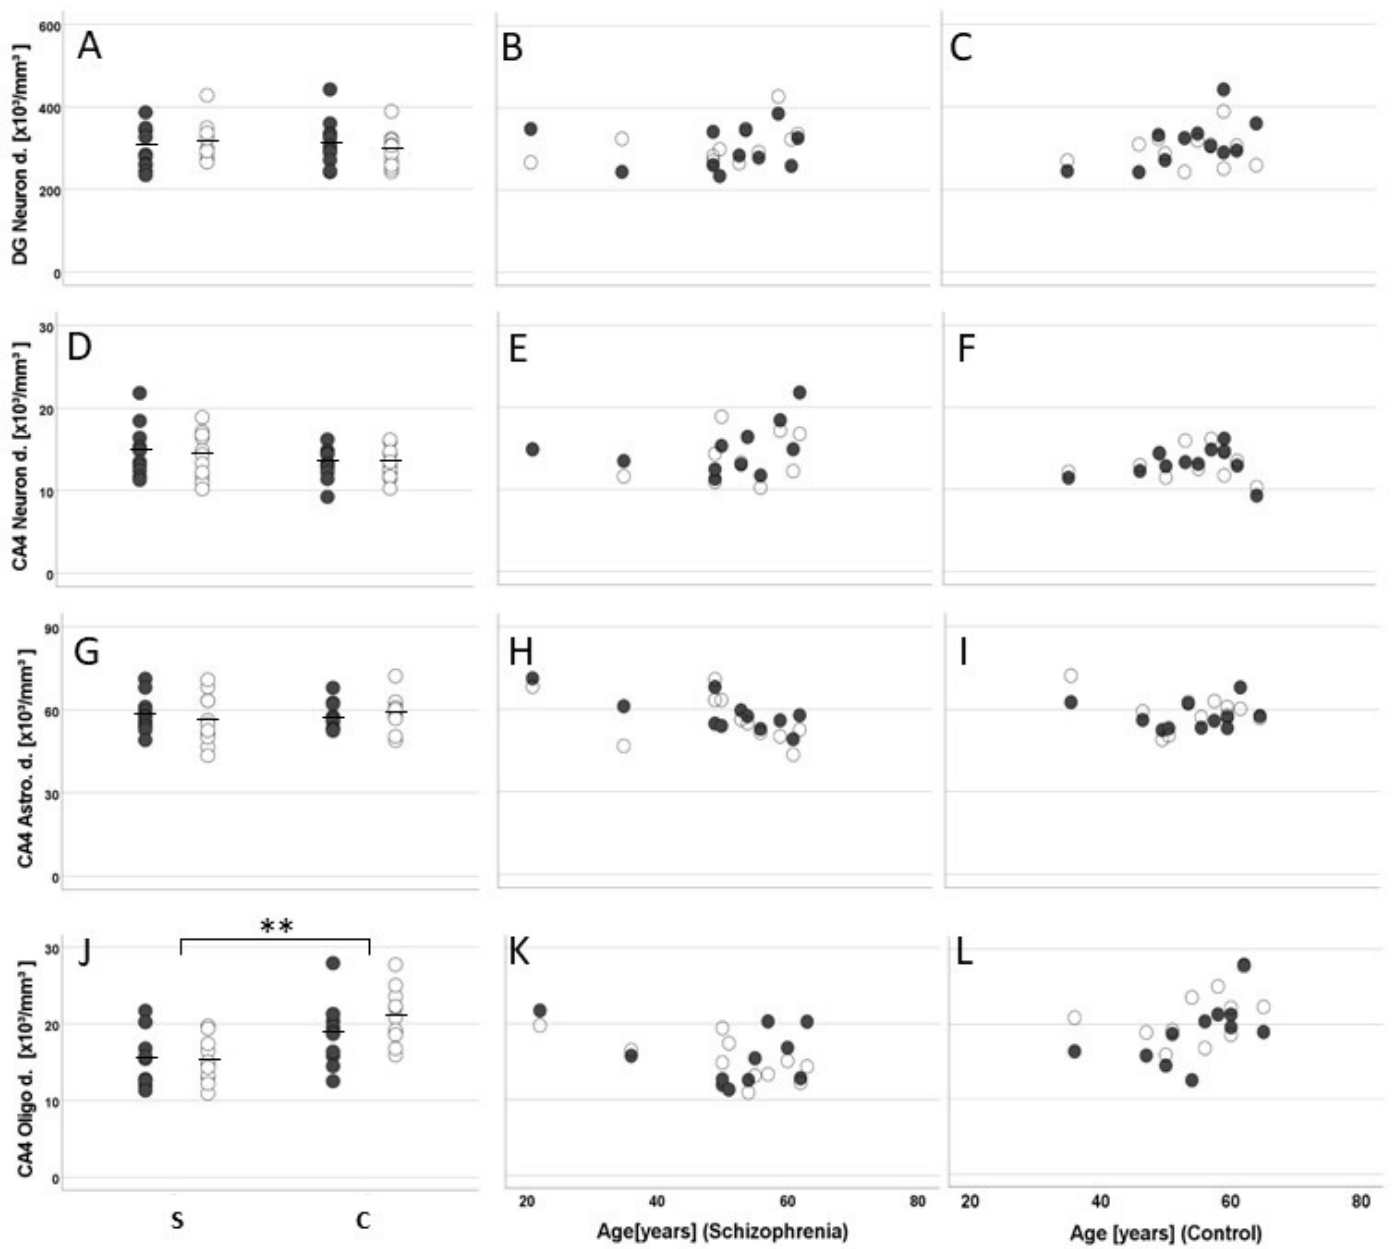 A
B
C
DG Neuron d. [x10³/mm³]
600
400
200
0
D
E
F
CA4 Neuron d. [x10³/mm³]
30
20
10
0
G
H
I
CA4 Astro. d. [x10³/mm³]
90
60
30
0
**
J
K
L
CA4 Oligo d. [x10³/mm³]
30
20
10
0
S
C
20 40 60 80
Age[years] (Schizophrenia)
20 40 60 80
Age [years] (Control)